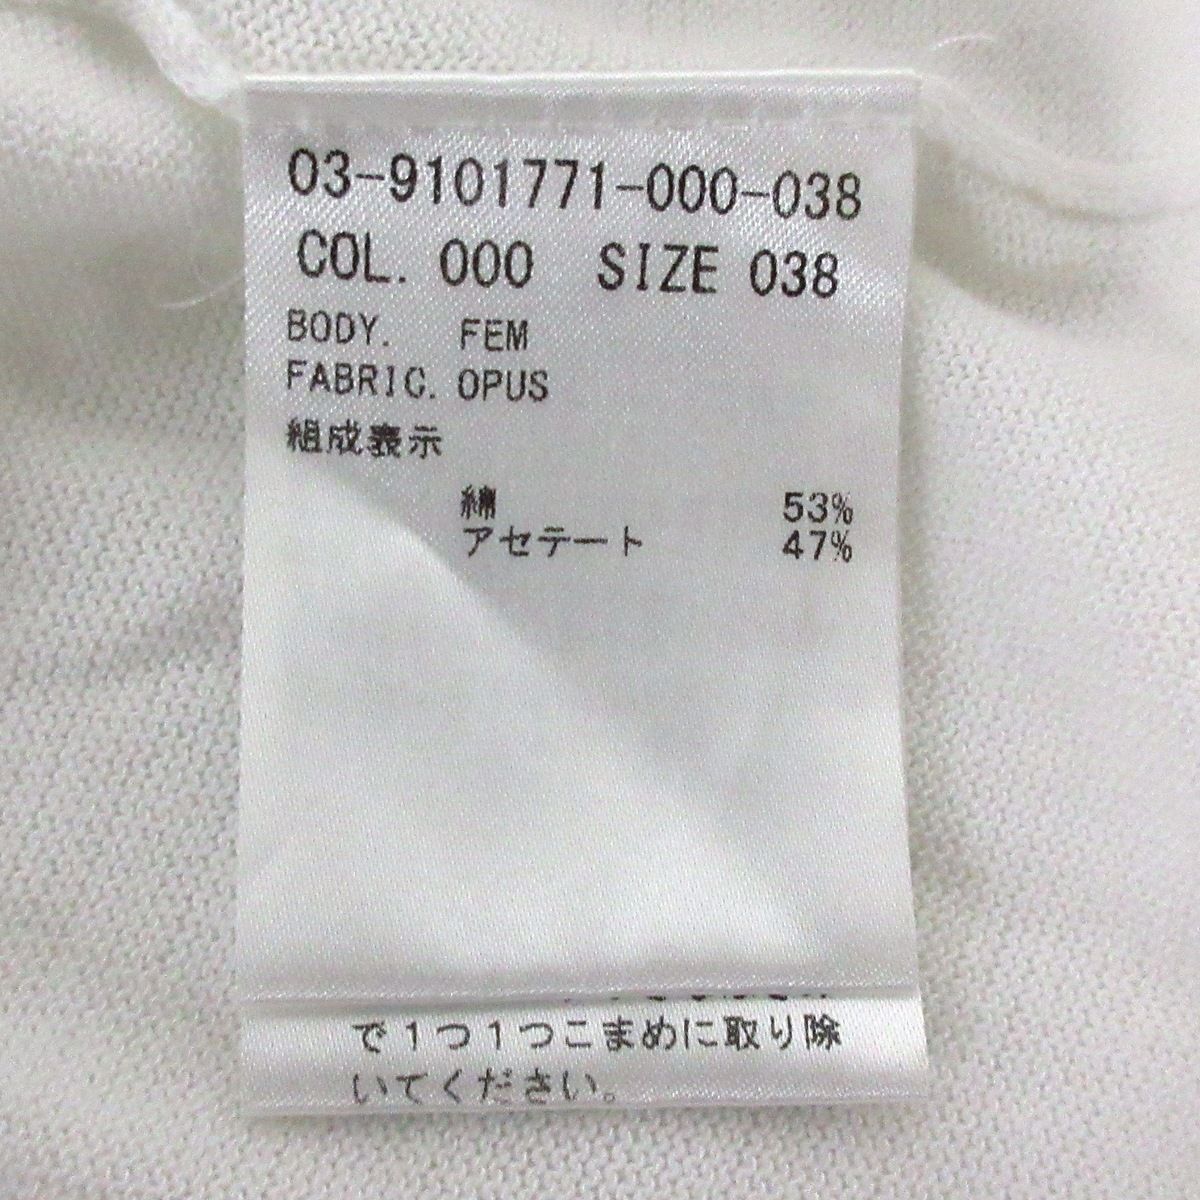 03-9101771-000-038
COL. 000 SIZE 038
BODY. FEM
FABRIC. OPUS
組成表示
綿 53%
アセテート 47%
で1つ1つこまめに取り除
いてください。